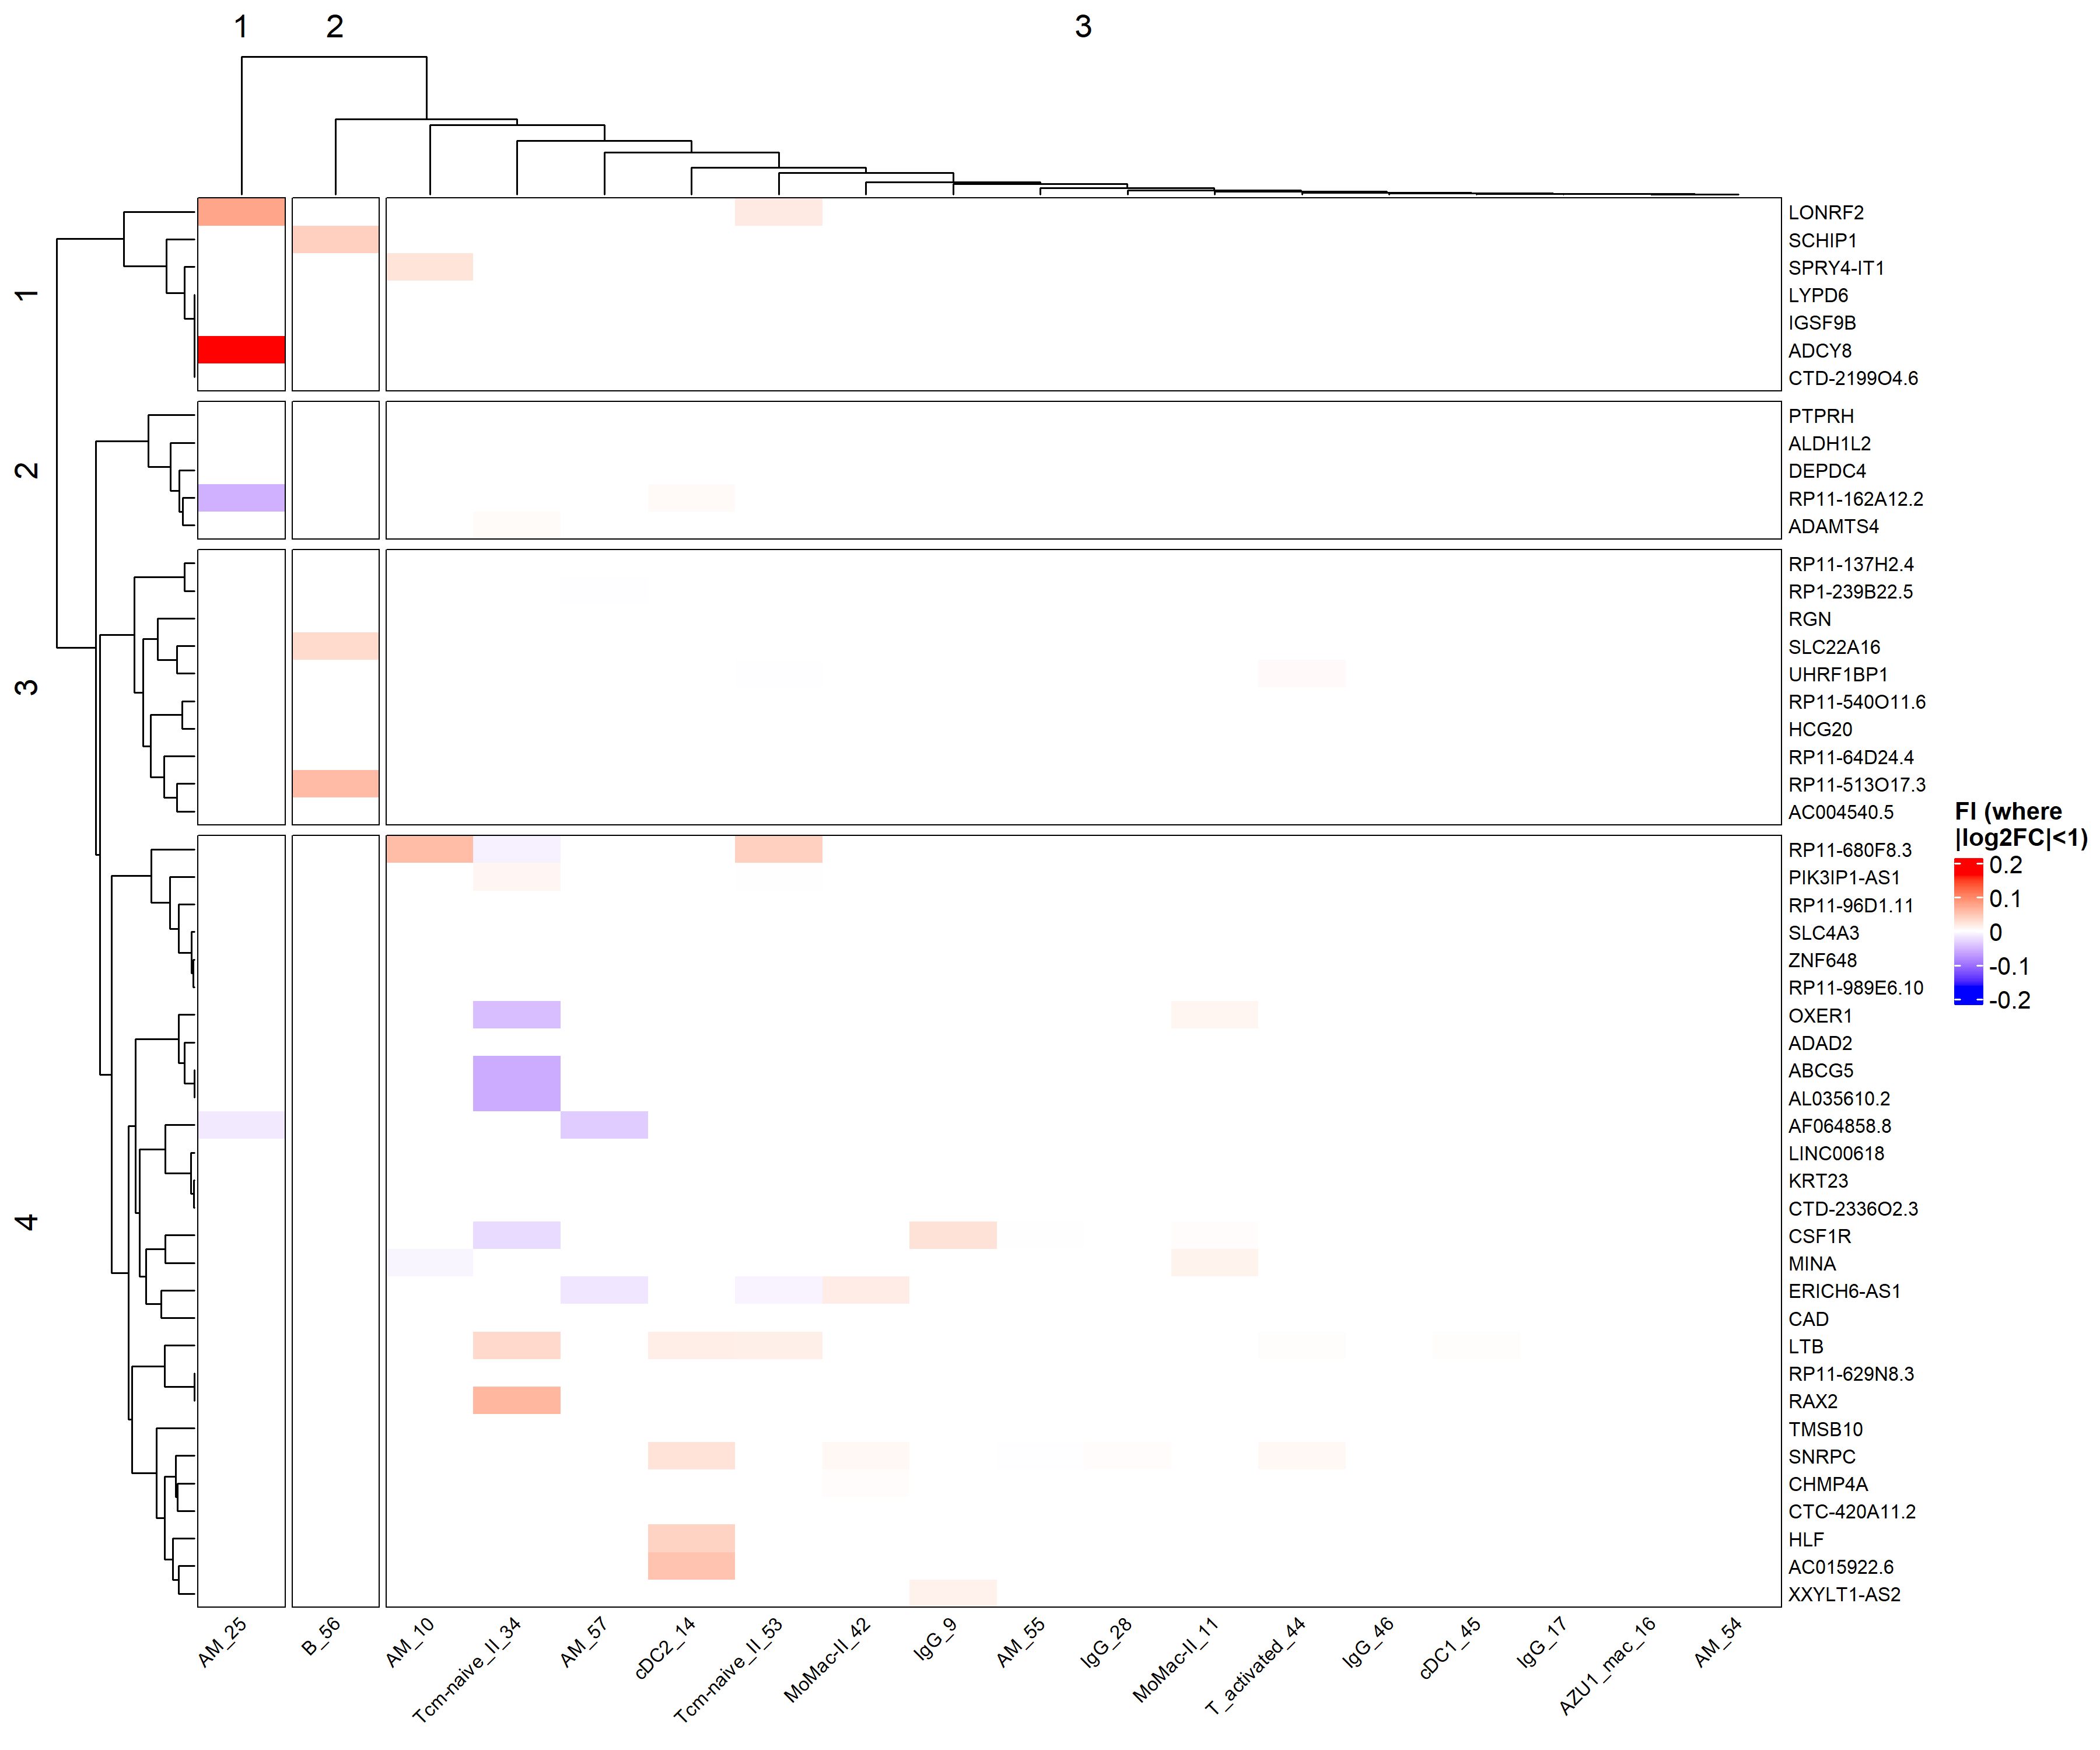 1
2
3
1
2
3
4
LONRF2
SCHIP1
SPRY4-IT1
LYPD6
IGSF9B
ADCY8
CTD-2199O4.6
PTPRH
ALDH1L2
DEPDC4
RP11-162A12.2
ADAMTS4
RP11-137H2.4
RP1-239B22.5
RGN
SLC22A16
UHRF1BP1
RP11-540O11.6
HCG20
RP11-64D24.4
RP11-513O17.3
AC004540.5
RP11-680F8.3
PIK3IP1-AS1
RP11-96D1.11
SLC4A3
ZNF648
RP11-989E6.10
OXER1
ADAD2
ABCG5
AL035610.2
AF064858.8
LINC00618
KRT23
CTD-2336O2.3
CSF1R
MINA
ERICH6-AS1
CAD
LTB
RP11-629N8.3
RAX2
TMSB10
SNRPC
CHMP4A
CTC-420A11.2
HLF
AC015922.6
XXYLT1-AS2
FI (where
|log2FC|<1)
0.2
0.1
0
-0.1
-0.2
AM_25
B_56
AM_10
Tcm-naive_II_34
AM_57
cDC2_14
Tcm-naive_II_53
MoMac-II_42
IgG_9
AM_55
IgG_28
MoMac-II_11
T_activated_44
IgG_46
cDC1_45
IgG_17
AZU1_mac_16
AM_54